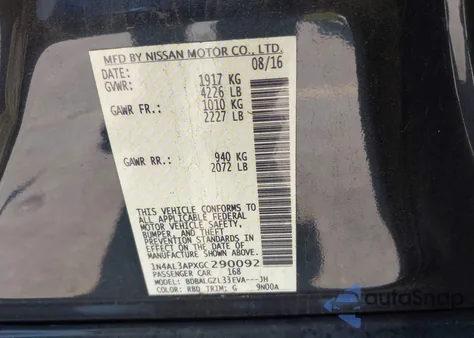 MFD BY NISSAN MOTOR CO., LTD.
DATE: 08/16
GVWR: 1917 KG
4226 LB
GAWR FR.: 1010 KG
2227 LB
GAWR RR.: 940 KG
2072 LB
THIS VEHICLE CONFORMS TO
ALL APPLICABLE FEDERAL
MOTOR VEHICLE SAFETY,
BUMPER, AND THEFT
PREVENTION STANDARDS IN
EFFECT ON THE DATE OF
MANUFACTURE SHOWN ABOVE.
1N4AL3APXGC290092
PASSENGER CAR 168
MODEL: BDBALGZL33EVA---JH
COLOR: RBD TRIM: G 9N00A
autoSnap